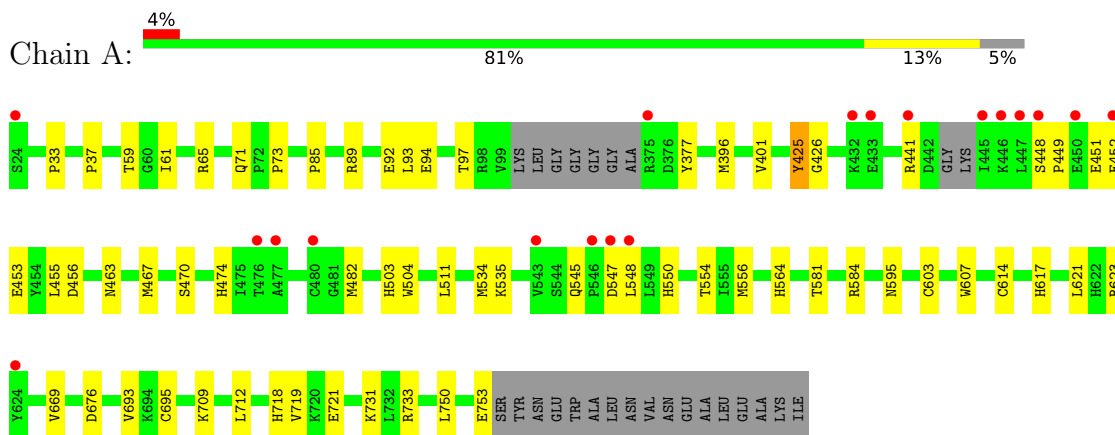 4%
Chain A:
81% 13% 5%
S24 P33 P37 T59 G60 I61 R65 Q71 P72 P73 P85 R89 E92 L93 E94 T97 R98 V99 LYS LEU GLY GLY GLY GLY ALA R375 D376 Y377 M396 V401 Y425 G426 K432 E433 R441 D442 GLY LYS I445 K446 L447 S448 P449 E450 E451
E453 Y454 L455 D456 N463 M467 S470 H474 I475 T476 A477 C480 G481 M482 H503 W504 L511 M534 K535 V543 S544 Q545 P546 D547 L548 L549 H550 T554 I555 M556 H564 T581 R584 N595 C603 W607 C614 H617 L621 H622
Y624 V669 D676 V693 K694 C695 K709 L712 H718 V719 K720 E721 K731 L732 R733 L750 E753 SER TYR ASN GLU TRP ALA LEU ASN VAL ASN GLU ALA LEU GLU ALA LYS ILE